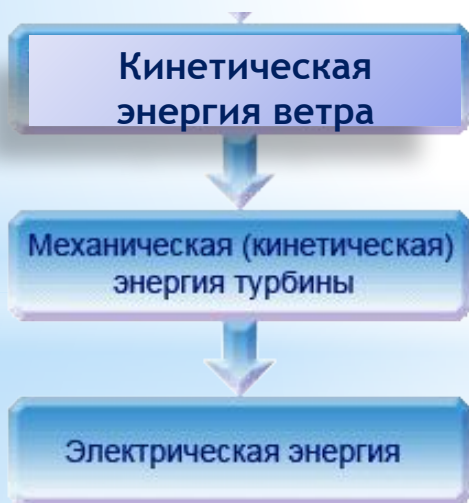 Кинетическая
энергия ветра
Механическая (кинетическая)
энергия турбины
Электрическая энергия